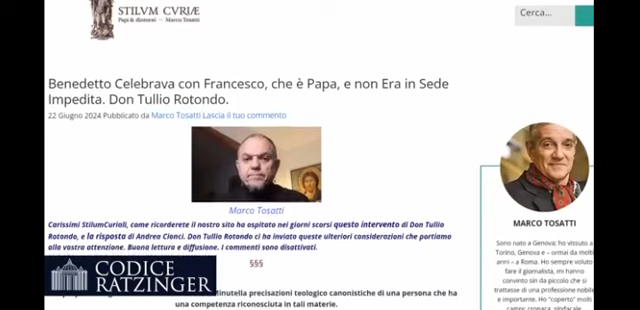 STILVM CVRIÆ
Papi & dintorni — Marco Tosatti
Cerca...
Benedetto Celebrava con Francesco, che è Papa, e non Era in Sede
Impedita. Don Tullio Rotondo.
22 Giugno 2024 Pubblicato da Marco Tosatti Lascia il tuo commento
Marco Tosatti
Carissimi StilumCuriali, come ricorderete il nostro sito ha ospitato nei giorni scorsi questo intervento di Don Tullio
Rotondo, e la risposta di Andrea Cionci. Don Tullio Rotondo ci ha inviato queste ulteriori considerazioni che portiamo
alla vostra attenzione. Buona lettura e diffusione. I commenti sono disattivati.
§§§
Minutella precisazioni teologico canonistiche di una persona che ha
una competenza riconosciuta in tali materie.
CODICE
RATZINGER
MARCO TOSATTI
Sono nato a Genova; ho vissuto a
Torino, Genova e – ormai da molti
anni – a Roma. Ho sempre voluto
fare il giornalista, mi hanno
convinto sin da piccolo che si
trattasse di una professione nobile
e importante. Ho "coperto" molti
campi: cronaca, sindacale